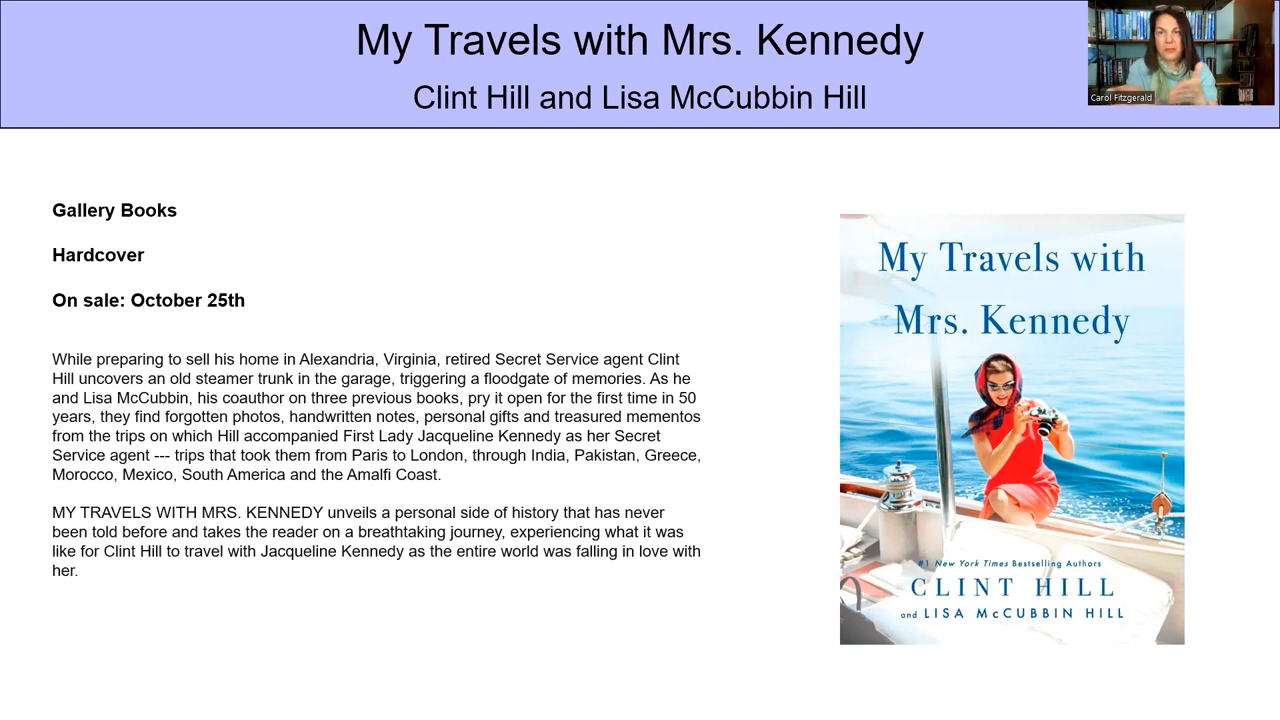 My Travels with Mrs. Kennedy
Clint Hill and Lisa McCubbin Hill
Carol Fitzgerald
Gallery Books
Hardcover
On sale: October 25th
While preparing to sell his home in Alexandria, Virginia, retired Secret Service agent Clint
Hill uncovers an old steamer trunk in the garage, triggering a floodgate of memories. As he
and Lisa McCubbin, his coauthor on three previous books, pry it open for the first time in 50
years, they find forgotten photos, handwritten notes, personal gifts and treasured mementos
from the trips on which Hill accompanied First Lady Jacqueline Kennedy as her Secret
Service agent --- trips that took them from Paris to London, through India, Pakistan, Greece,
Morocco, Mexico, South America and the Amalfi Coast.
MY TRAVELS WITH MRS. KENNEDY unveils a personal side of history that has never
been told before and takes the reader on a breathtaking journey, experiencing what it was
like for Clint Hill to travel with Jacqueline Kennedy as the entire world was falling in love with
her.
My Travels with
Mrs. Kennedy
#1 New York Times Bestselling Authors
CLINT HILL
and LISA McCUBBIN HILL